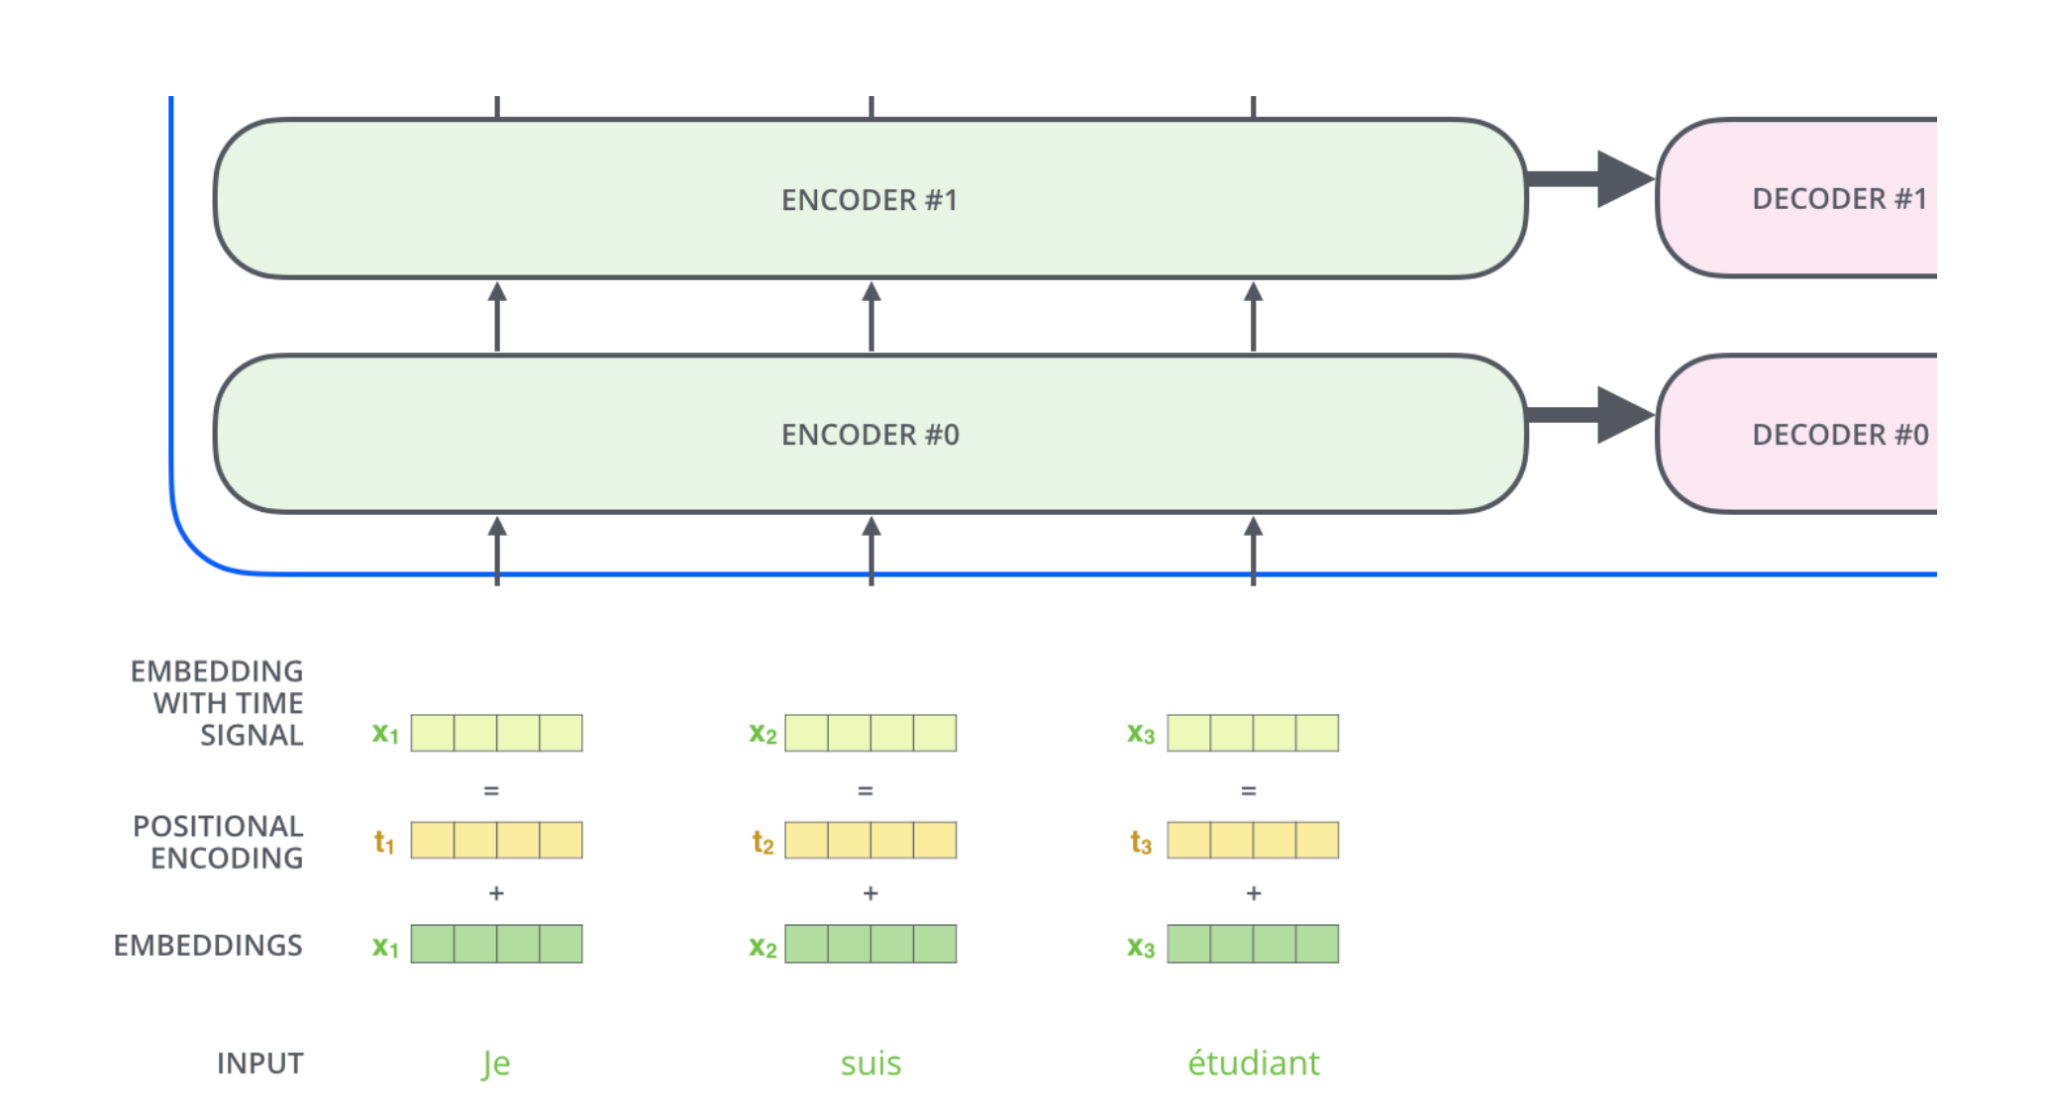 ENCODER #1
DECODER #1
ENCODER #0
DECODER #0
EMBEDDING
WITH TIME
SIGNAL
x₁
x₂
x₃
= = =
POSITIONAL
ENCODING
t₁
t₂
t₃
+ + +
EMBEDDINGS
x₁
x₂
x₃
INPUT
Je
suis
étudiant